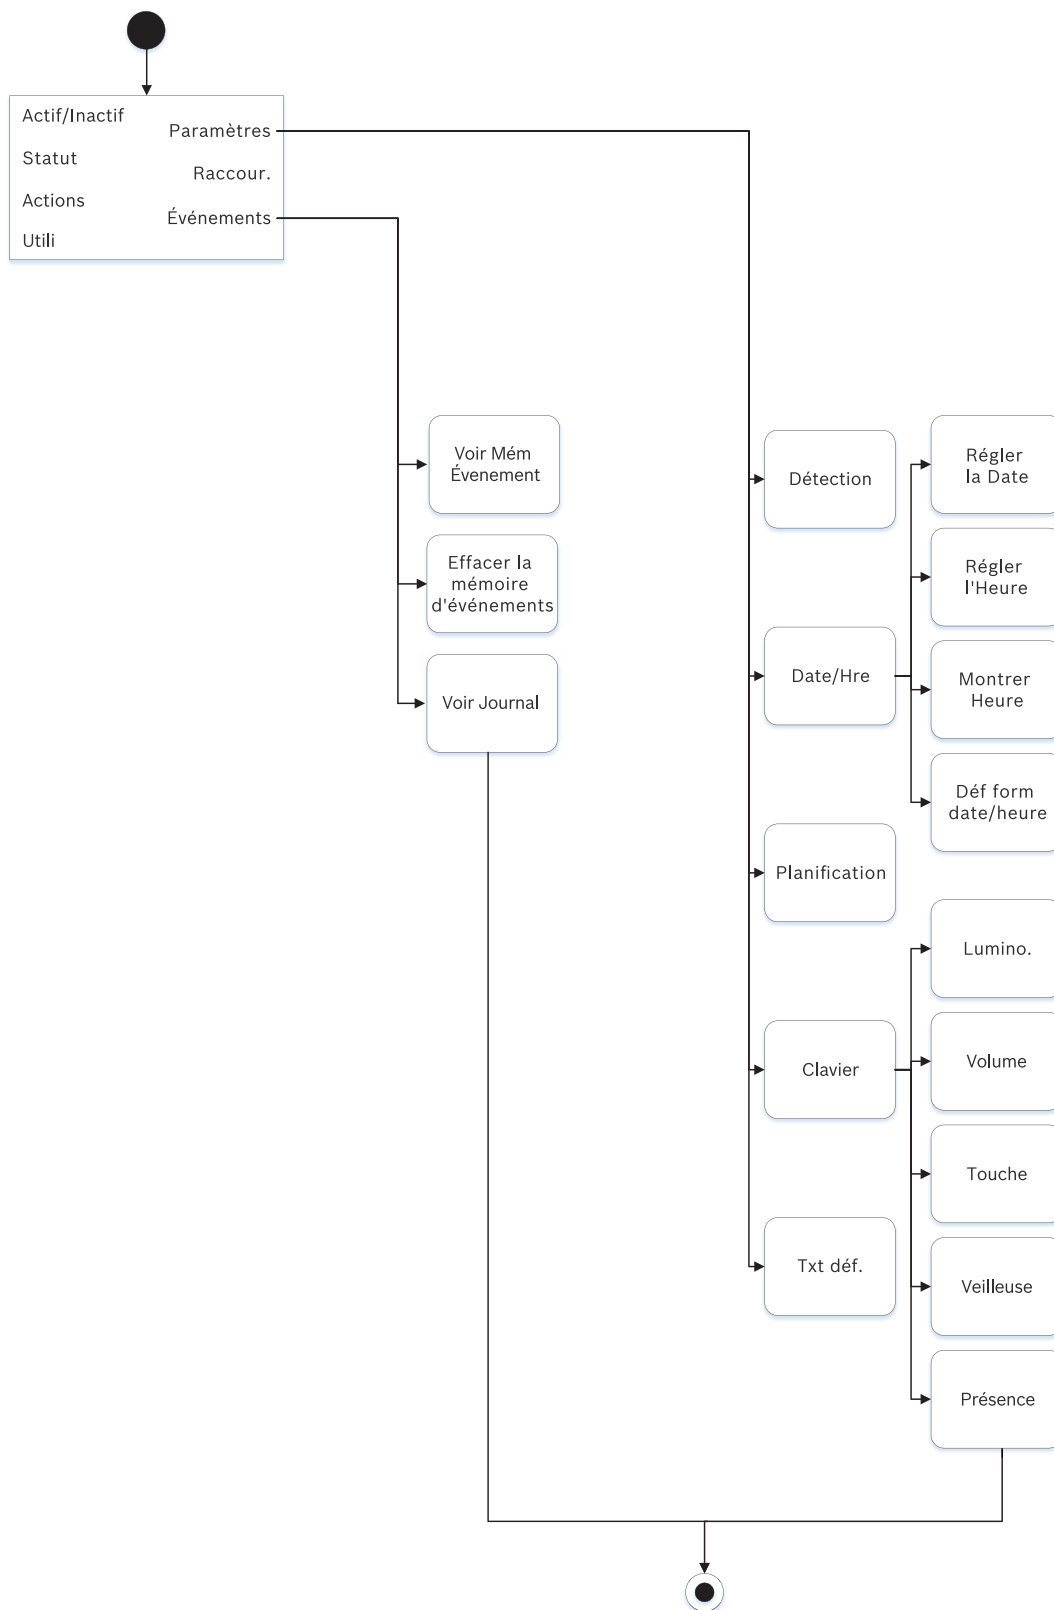 Actif/Inactif
Paramètres
Statut
Raccour.
Actions
Événements
Utili
Voir Mém
Évenement
Effacer la
mémoire
d'événements
Voir Journal
Détection
Date/Hre
Planification
Clavier
Txt déf.
Régler
la Date
Régler
l'Heure
Montrer
Heure
Déf form
date/heure
Lumino.
Volume
Touche
Veilleuse
Présence